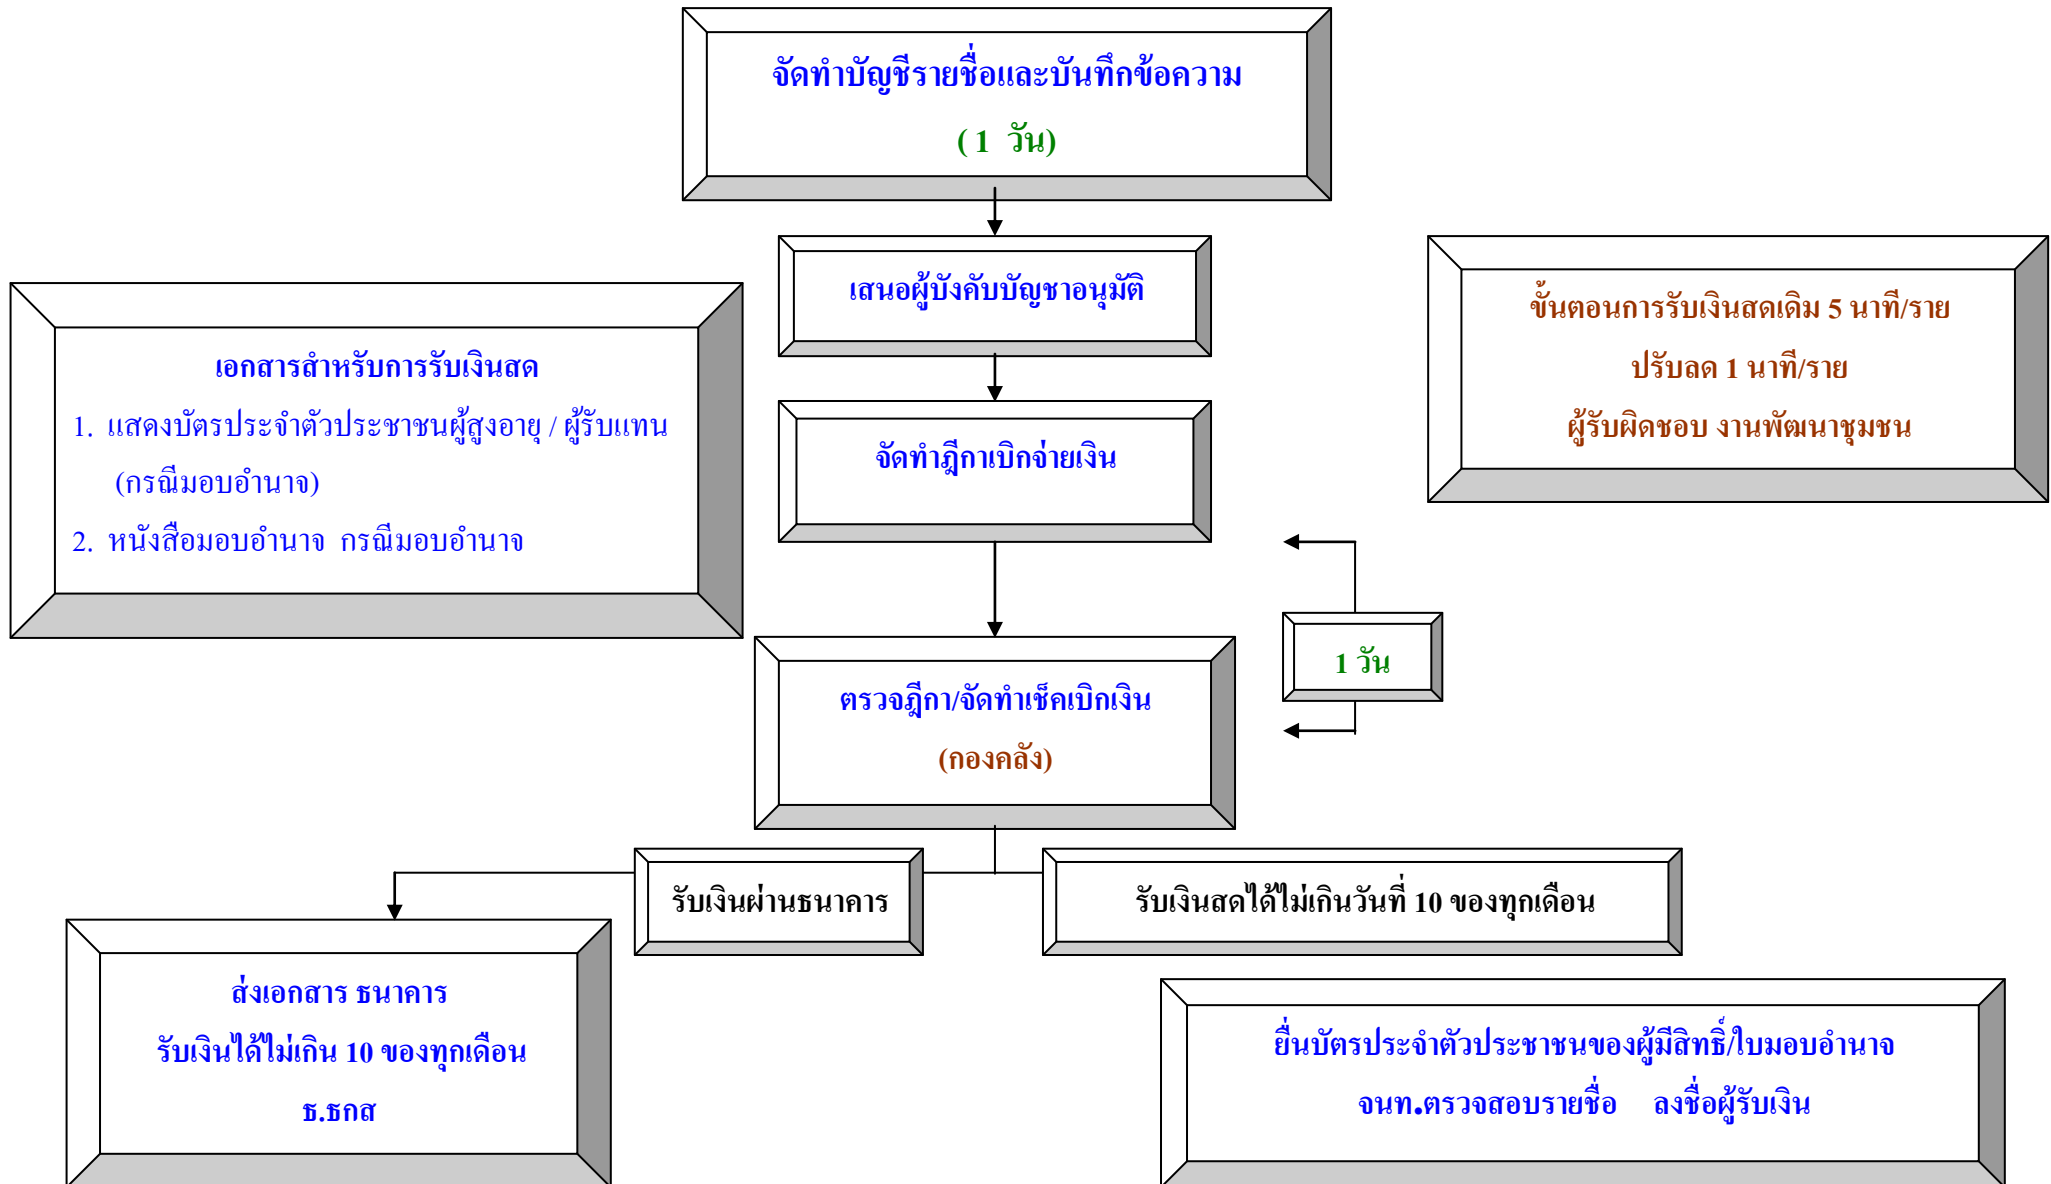 จัดทำบัญชีรายชื่อและบันทึกข้อความ
( 1 วัน)
เสนอผู้บังคับบัญชาอนุมัติ
ขั้นตอนการรับเงินสดเดิม 5 นาที/ราย
ปรับลด 1 นาที/ราย
ผู้รับผิดชอบ งานพัฒนาชุมชน
เอกสารสำหรับการรับเงินสด
1. แสดงบัตรประจำตัวประชาชนผู้สูงอายุ / ผู้รับแทน
(กรณีมอบอำนาจ)
2. หนังสือมอบอำนาจ กรณีมอบอำนาจ
จัดทำฎีกาเบิกจ่ายเงิน
1 วัน
ตรวจฎีกา/จัดทำเช็คเบิกเงิน
(กองคลัง)
รับเงินผ่านธนาคาร
รับเงินสดได้ไม่เกินวันที่ 10 ของทุกเดือน
ส่งเอกสาร ธนาคาร
รับเงินได้ไม่เกิน 10 ของทุกเดือน
ธ.ธกส
ยื่นบัตรประจำตัวประชาชนของผู้มีสิทธิ์/ใบมอบอำนาจ
จนท.ตรวจสอบรายชื่อ ลงชื่อผู้รับเงิน